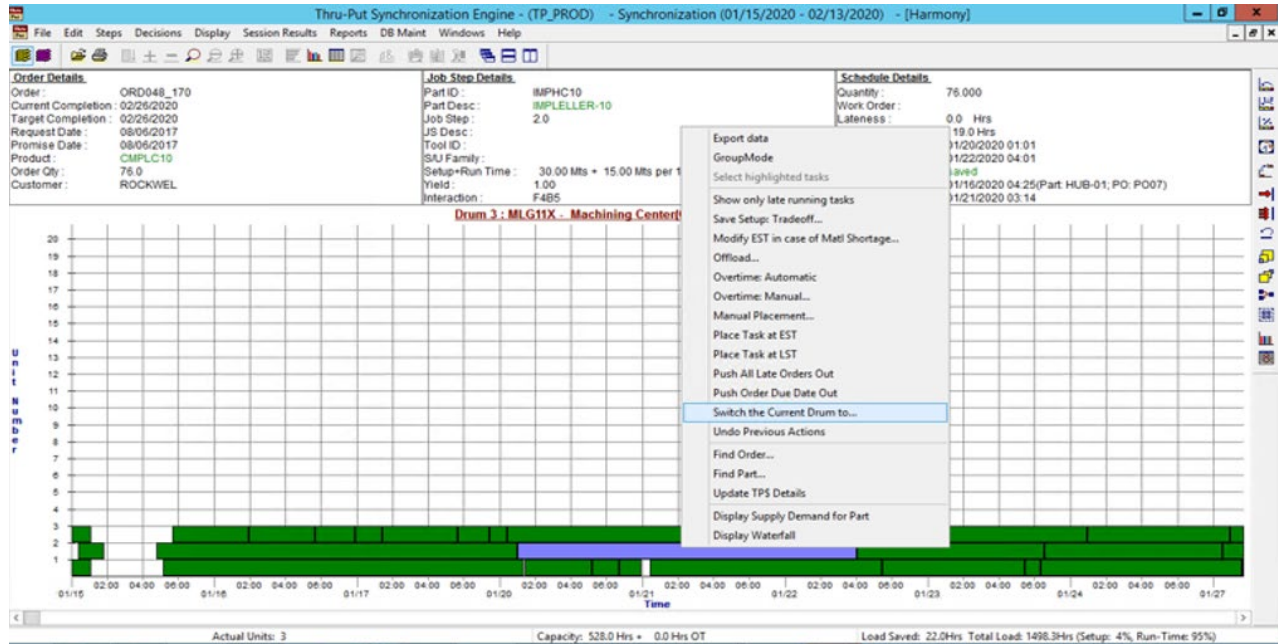 Thru-Put Synchronization Engine - (TP_PROD) - Synchronization (01/15/2020 - 02/13/2020) - [Harmony]
File Edit Steps Decisions Display Session Results Reports DB Maint Windows Help
Order Details
Order : ORD048_170
Current Completion : 02/26/2020
Target Completion : 02/26/2020
Request Date : 08/06/2017
Promise Date : 08/06/2017
Product : CMPLC10
Order Qty : 76.0
Customer : ROCKWEL
Job Step Details
Part ID : IMPHC10
Part Desc : IMPLELLER-10
Job Step : 2.0
JS Desc :
Tool ID :
S/U Family :
Setup+Run Time : 30.00 Mts + 15.00 Mts per 1
Yield : 1.00
Interaction : F4B5
Schedule Details
Quantity : 76.000
Work Order :
Lateness : 0.0 Hrs
19.0 Hrs
01/20/2020 01:01
01/22/2020 04:01
aved
01/16/2020 04:25(Part: HUB-01; PO: PO07)
01/21/2020 03:14
Export data
GroupMode
Select highlighted tasks
Show only late running tasks
Save Setup: Tradeoff...
Modify EST in case of Matl Shortage...
Offload...
Overtime: Automatic
Overtime: Manual...
Manual Placement...
Place Task at EST
Place Task at LST
Push All Late Orders Out
Push Order Due Date Out
Switch the Current Drum to...
Undo Previous Actions
Find Order...
Find Part...
Update TPS Details
Display Supply Demand for Part
Display Waterfall
Drum 3 : MLG11X - Machining Center(
Unit Number
20
19
18
17
16
15
14
13
12
11
10
9
8
7
6
5
4
3
2
1
02:00 04:00 06:00 02:00 04:00 06:00 02:00 04:00 06:00 02:00 04:00 06:00 02:00 04:00 06:00 02:00 04:00 06:00 02:00 04:00 06:00 02:00 04:00 06:00
01/15 01/16 01/17 01/20 01/21 01/22 01/23 01/24 01/27
Time
Actual Units: 3 Capacity: 528.0 Hrs + 0.0 Hrs OT Load Saved: 22.0Hrs Total Load: 1498.3Hrs (Setup: 4%, Run-Time: 95%)